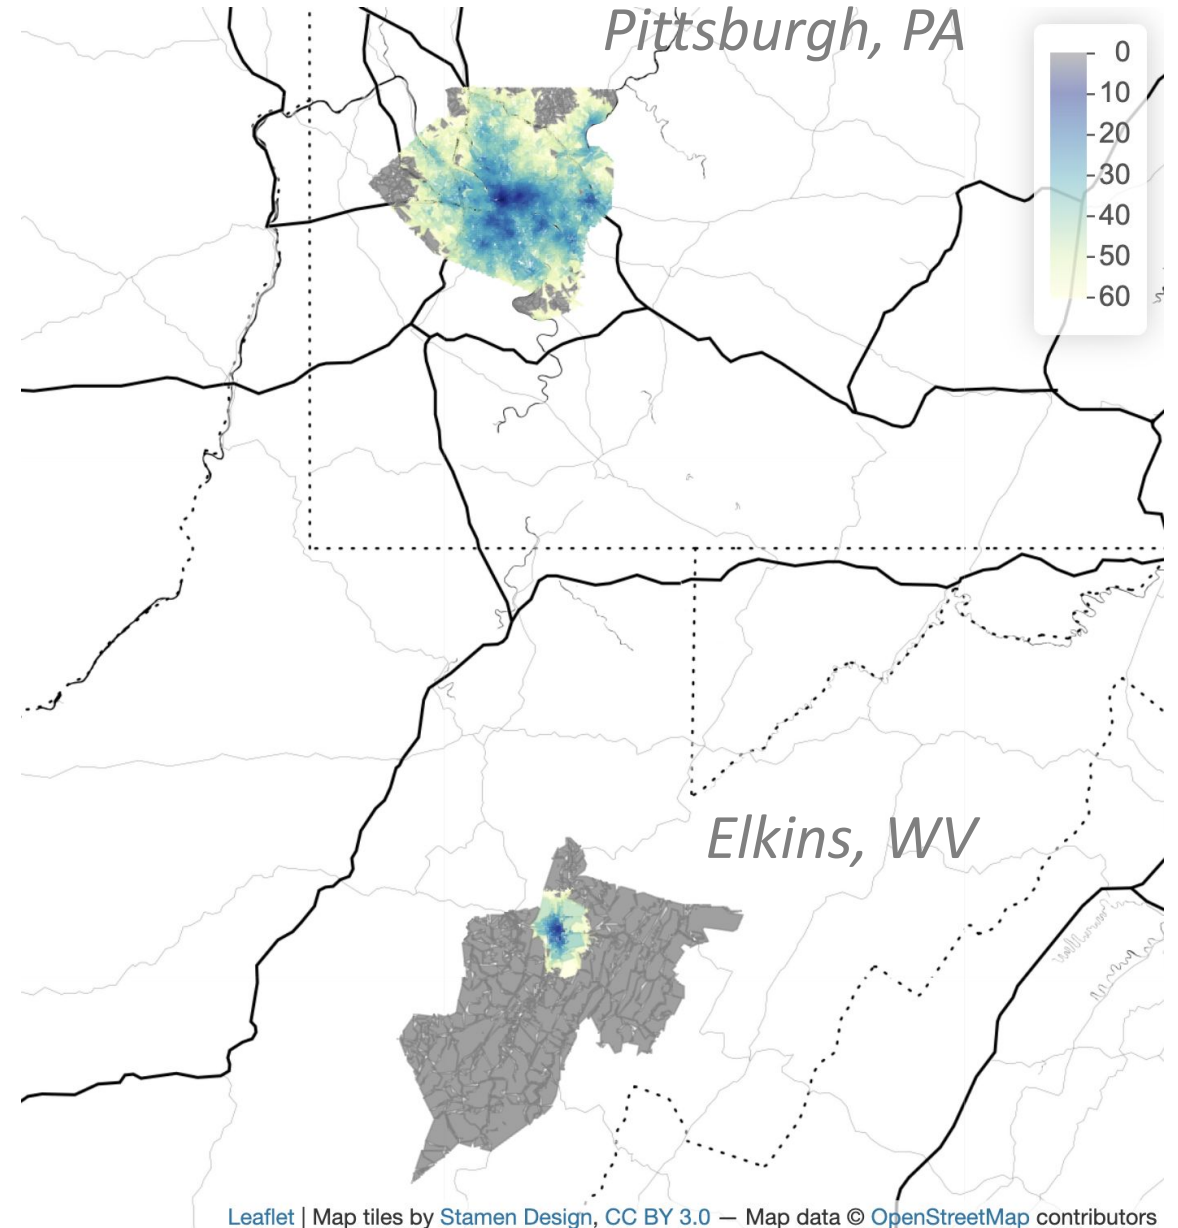 Pittsburgh, PA
0
10
20
30
40
50
60
Elkins, WV
Leaflet | Map tiles by Stamen Design, CC BY 3.0 — Map data © OpenStreetMap contributors